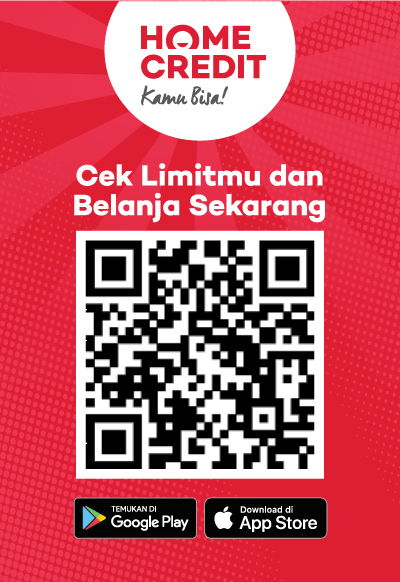 HOME
CREDIT
Kamu Bisa!
Cek Limitmu dan
Belanja Sekarang
TEMUKAN DI
Google Play
Download di
App Store